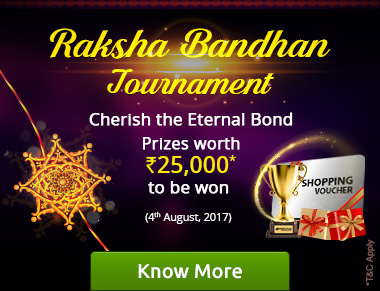 Raksha Bandhan
Tournament
Cherish the Eternal Bond
Prizes worth
₹25,000*
to be won
(4th August, 2017)
SHOPPING
VOUCHER
*T&C Apply
Know More